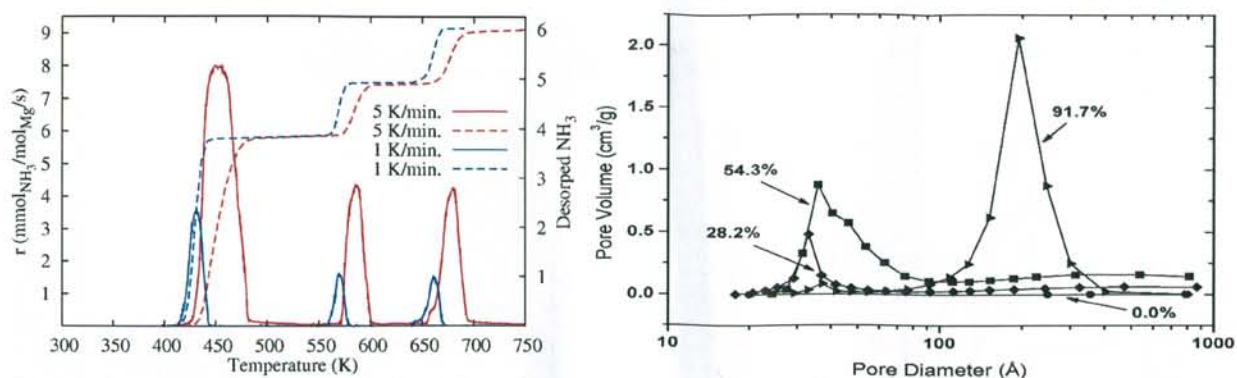 9
8
7
6
5
4
3
2
1
r (mmol_NH3/mol_Mg/s)
6
5
4
3
2
1
Desorped NH3
5 K/min.
5 K/min.
1 K/min.
1 K/min.
300 350 400 450 500 550 600 650 700 750
Temperature (K)
2.0
1.5
1.0
0.5
0.0
Pore Volume (cm³/g)
91.7%
54.3%
28.2%
0.0%
10 100 1000
Pore Diameter (Å)